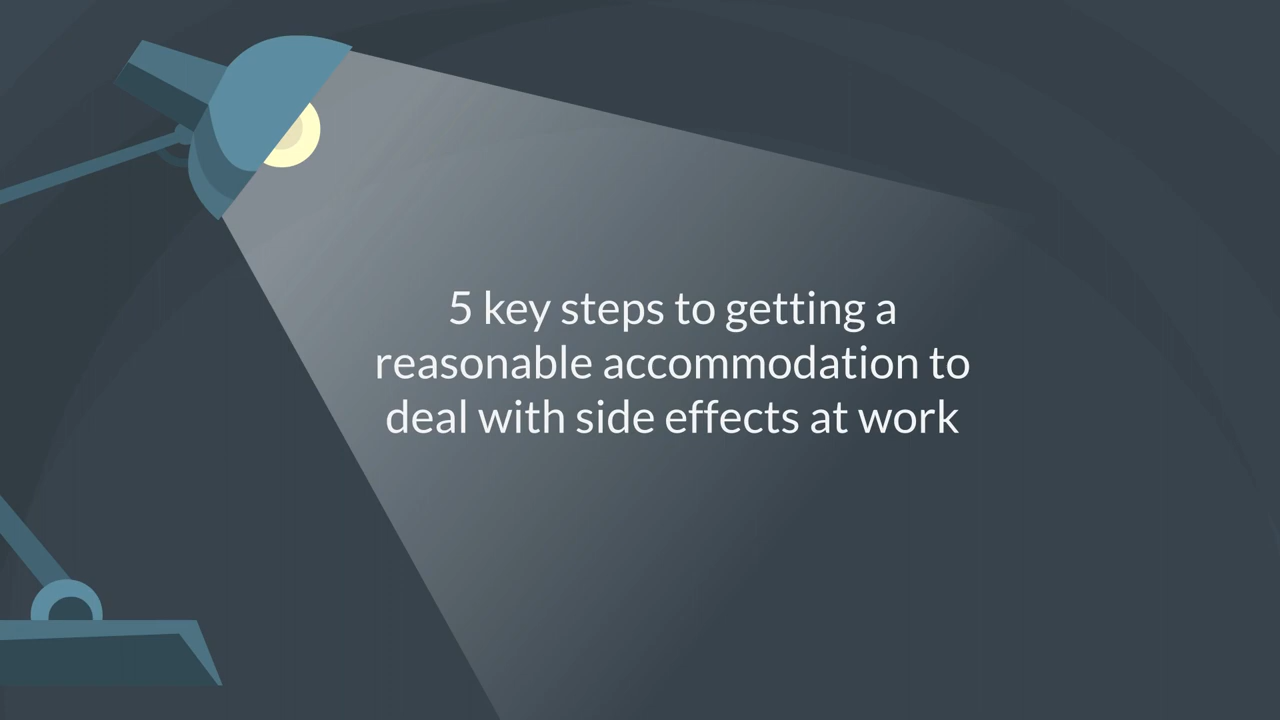 5 key steps to getting a
reasonable accommodation to
deal with side effects at work